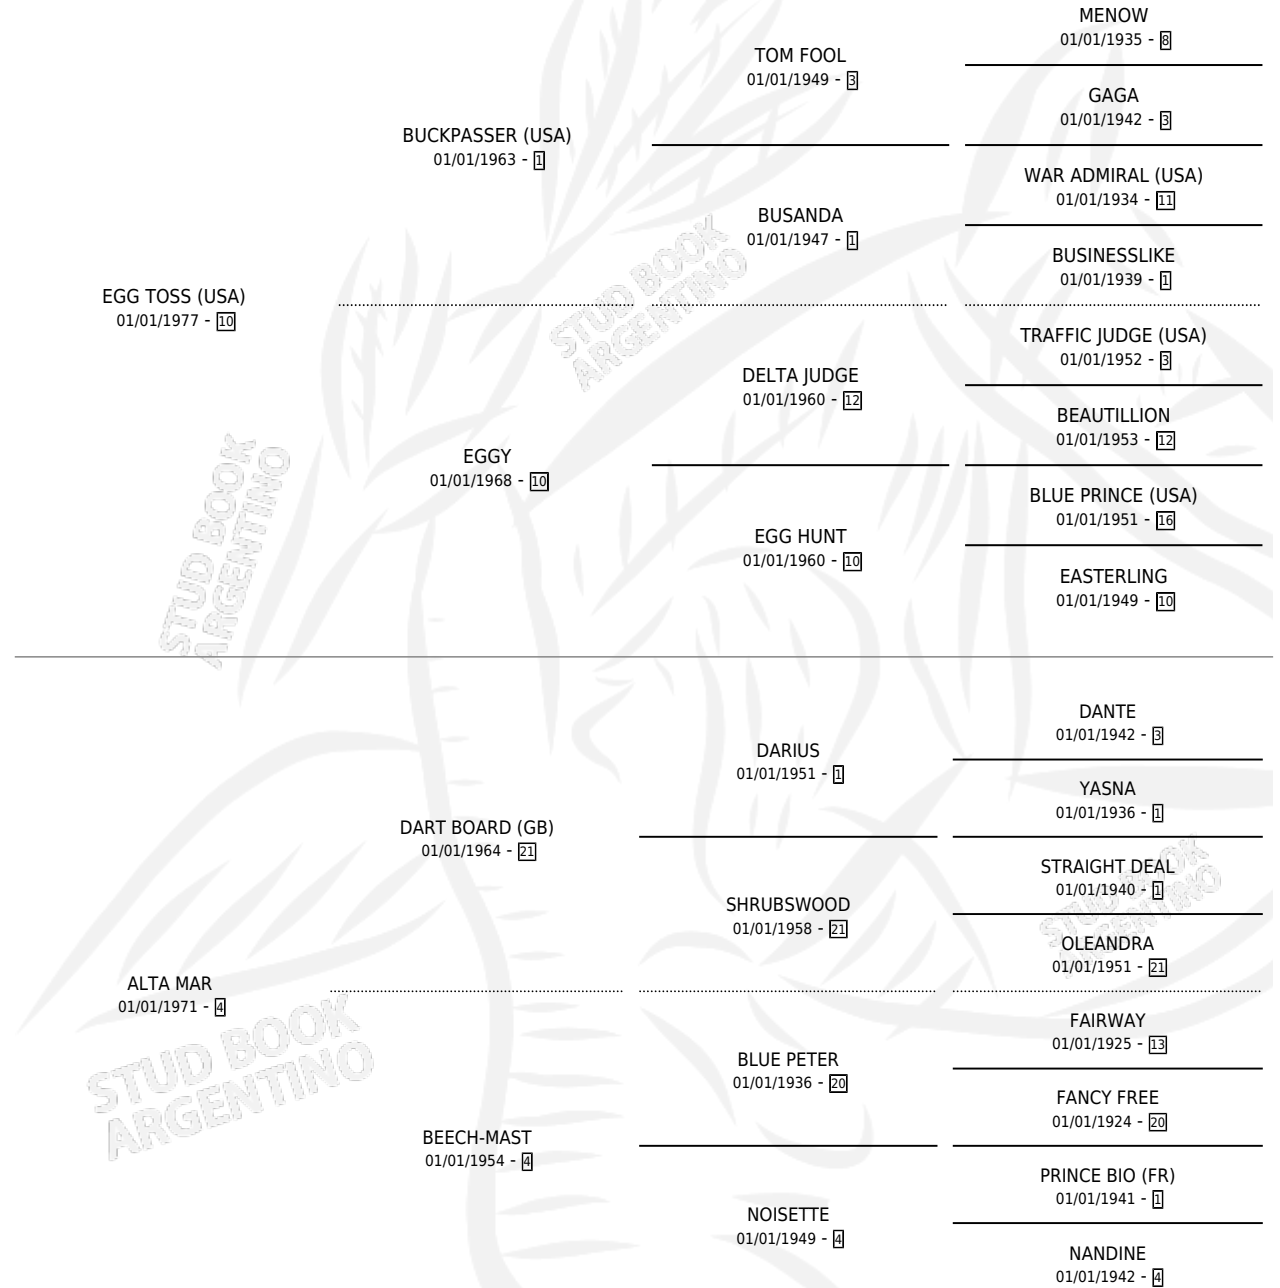 MENOW
01/01/1935 - 8
TOM FOOL
01/01/1949 - 3
GAGA
01/01/1942 - 3
BUCKPASSER (USA)
01/01/1963 - 1
WAR ADMIRAL (USA)
01/01/1934 - 11
BUSANDA
01/01/1947 - 1
BUSINESSLIKE
01/01/1939 - 1
EGG TOSS (USA)
01/01/1977 - 10
TRAFFIC JUDGE (USA)
01/01/1952 - 3
DELTA JUDGE
01/01/1960 - 12
BEAUTILLION
01/01/1953 - 12
EGGY
01/01/1968 - 10
BLUE PRINCE (USA)
01/01/1951 - 16
EGG HUNT
01/01/1960 - 10
EASTERLING
01/01/1949 - 10
DANTE
01/01/1942 - 3
DARIUS
01/01/1951 - 1
YASNA
01/01/1936 - 1
DART BOARD (GB)
01/01/1964 - 21
STRAIGHT DEAL
01/01/1940 - 1
SHRUBSWOOD
01/01/1958 - 21
OLEANDRA
01/01/1951 - 21
ALTA MAR
01/01/1971 - 4
FAIRWAY
01/01/1925 - 13
BLUE PETER
01/01/1936 - 20
FANCY FREE
01/01/1924 - 20
BEECH-MAST
01/01/1954 - 4
PRINCE BIO (FR)
01/01/1941 - 1
NOISETTE
01/01/1949 - 4
NANDINE
01/01/1942 - 4
STUD BOOK
ARGENTINO
STUD BOOK
ARGENTINO
STUD BOOK
ARGENTINO
STUD BOOK
ARGENTINO